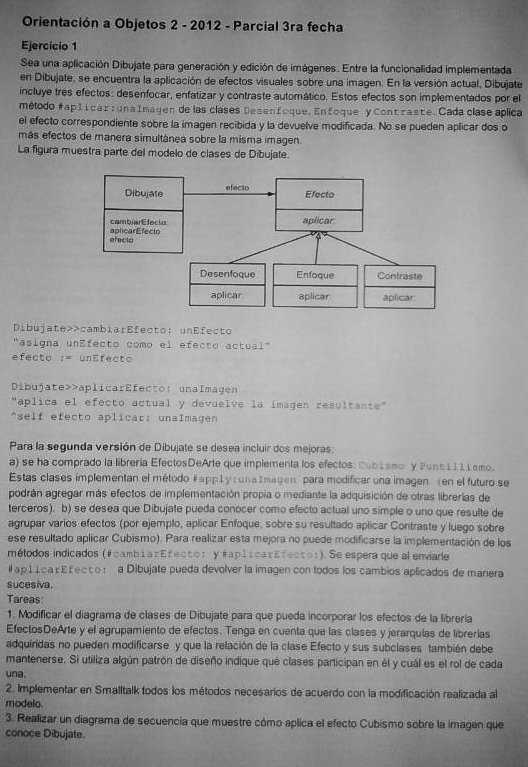 Orientación a Objetos 2 - 2012 - Parcial 3ra fecha
Ejercicio 1
Sea una aplicación Dibujate para generación y edición de imágenes. Entre la funcionalidad implementada
en Dibujate, se encuentra la aplicación de efectos visuales sobre una imagen. En la versión actual, Dibujate
incluye tres efectos: desenfocar, enfatizar y contraste automático. Estos efectos son implementados por el
método #aplicar:unaImagen de las clases Desenfoque, Enfoque y Contraste. Cada clase aplica
el efecto correspondiente sobre la imagen recibida y la devuelve modificada. No se pueden aplicar dos o
más efectos de manera simultánea sobre la misma imagen.
La figura muestra parte del modelo de clases de Dibujate.
Dibujate
efecto
Efecto
cambiarEfecto:
aplicarEfecto
efecto
aplicar:
Desenfoque
Enfoque
Contraste
aplicar:
aplicar:
aplicar:
Dibujate>>cambiarEfecto: unEfecto
"asigna unEfecto como el efecto actual"
efecto := unEfecto
Dibujate>>aplicarEfecto: unaImagen
"aplica el efecto actual y devuelve la imagen resultante"
^self efecto aplicar: unaImagen
Para la segunda versión de Dibujate se desea incluir dos mejoras:
a) se ha comprado la librería EfectosDeArte que implementa los efectos: Cubismo y Puntillismo.
Estas clases implementan el método #apply:unaImagen para modificar una imagen (en el futuro se
podrán agregar más efectos de implementación propia o mediante la adquisición de otras librerías de
terceros). b) se desea que Dibujate pueda conocer como efecto actual uno simple o uno que resulte de
agrupar varios efectos (por ejemplo, aplicar Enfoque, sobre su resultado aplicar Contraste y luego sobre
ese resultado aplicar Cubismo). Para realizar esta mejora no puede modificarse la implementación de los
métodos indicados (#cambiarEfecto: y #aplicarEfecto:). Se espera que al enviarle
#aplicarEfecto: a Dibujate pueda devolver la imagen con todos los cambios aplicados de manera
sucesiva.
Tareas:
1. Modificar el diagrama de clases de Dibujate para que pueda incorporar los efectos de la librería
EfectosDeArte y el agrupamiento de efectos. Tenga en cuenta que las clases y jerarquías de librerías
adquiridas no pueden modificarse y que la relación de la clase Efecto y sus subclases también debe
mantenerse. Si utiliza algún patrón de diseño indique qué clases participan en él y cuál es el rol de cada
una.
2. Implementar en Smalltalk todos los métodos necesarios de acuerdo con la modificación realizada al
modelo.
3. Realizar un diagrama de secuencia que muestre cómo aplica el efecto Cubismo sobre la imagen que
conoce Dibujate.